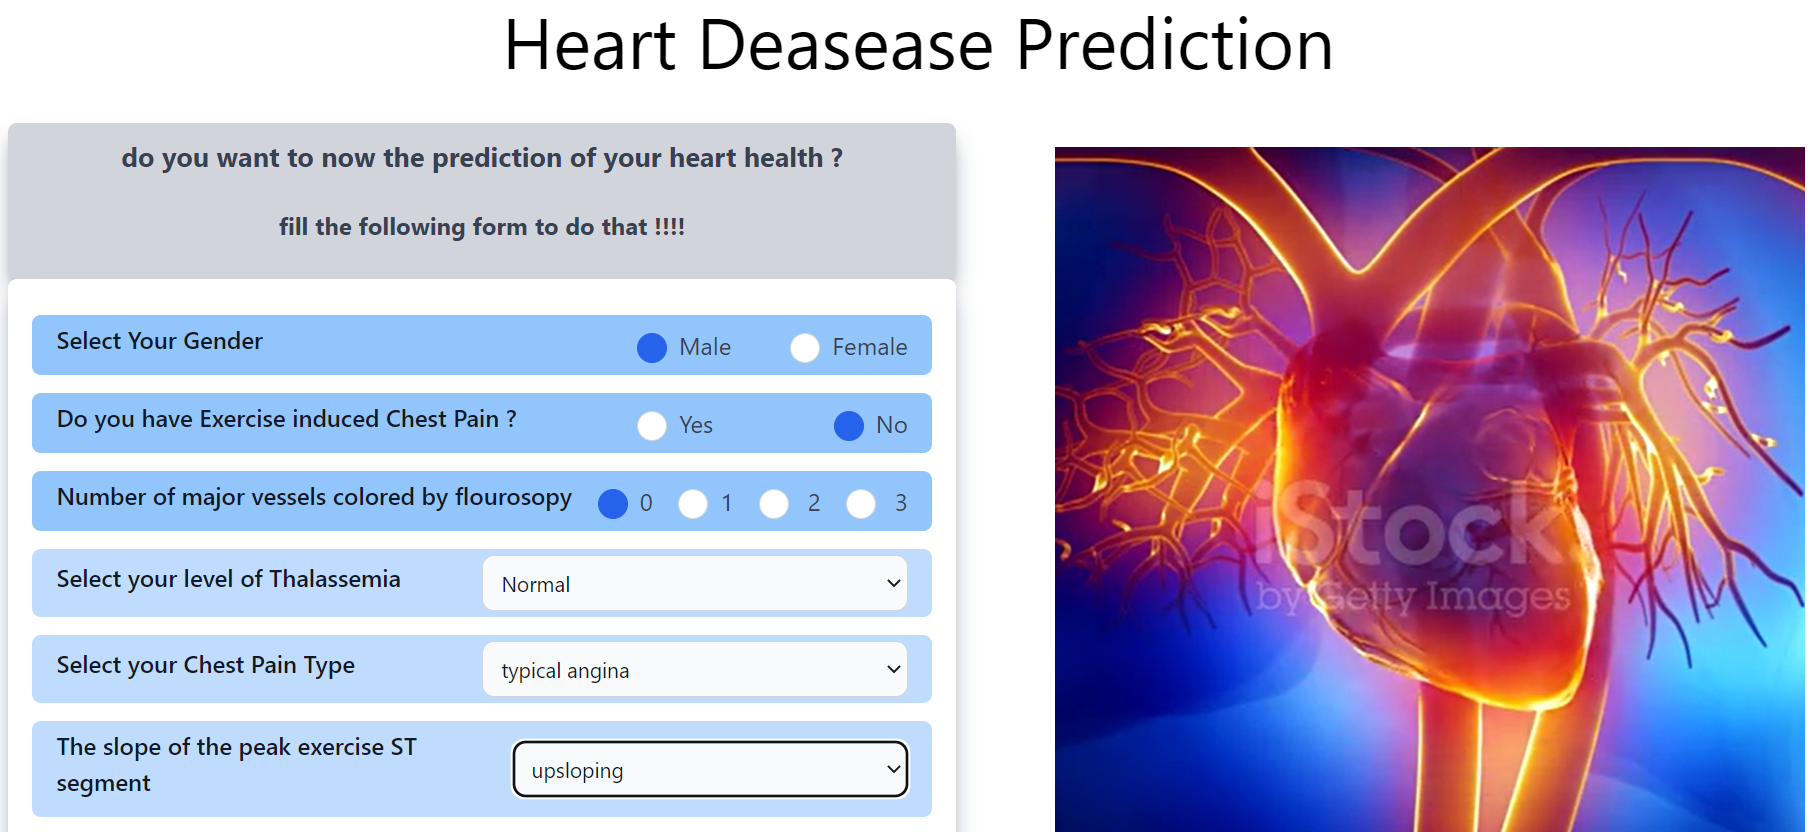 Heart Deasease Prediction
do you want to now the prediction of your heart health ?
fill the following form to do that !!!!
Select Your Gender Male Female
Do you have Exercise induced Chest Pain ? Yes No
Number of major vessels colored by flourosopy 0 1 2 3
Select your level of Thalassemia Normal
Select your Chest Pain Type typical angina
The slope of the peak exercise ST
segment
upsloping
iStock
by Getty Images